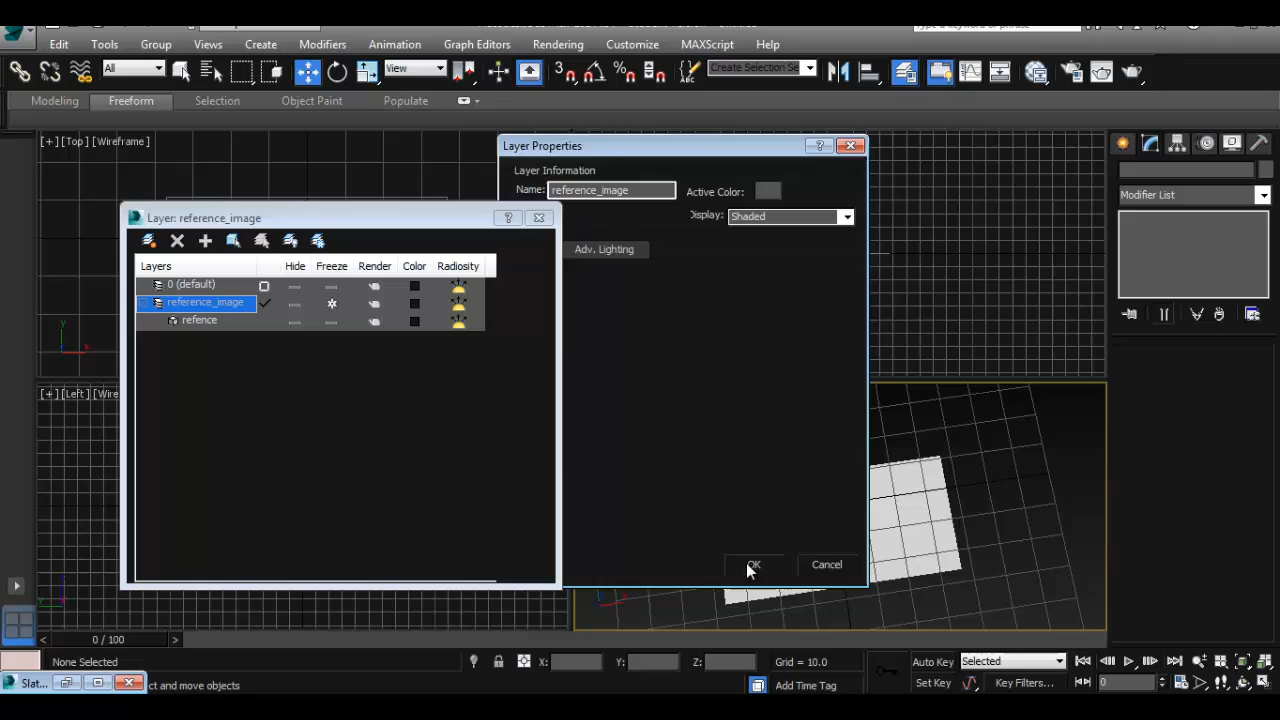 Edit Tools Group Views Create Modifiers Animation Graph Editors Rendering Customize MAXScript Help
All View Create Selection Se
Modeling Freeform Selection Object Paint Populate
[+] [Top] [Wireframe]
Layer Properties
Layer Information
Name: reference_image Active Color:
Display: Shaded
Adv. Lighting
OK Cancel
Layer: reference_image
Layers Hide Freeze Render Color Radiosity
0 (default)
reference_image
refence
Modifier List
[+] [Left] [Wire
0 / 100
None Selected X: Y: Z: Grid = 10.0 Auto Key Selected
Slat... ct and move objects Add Time Tag Set Key Key Filters... 0